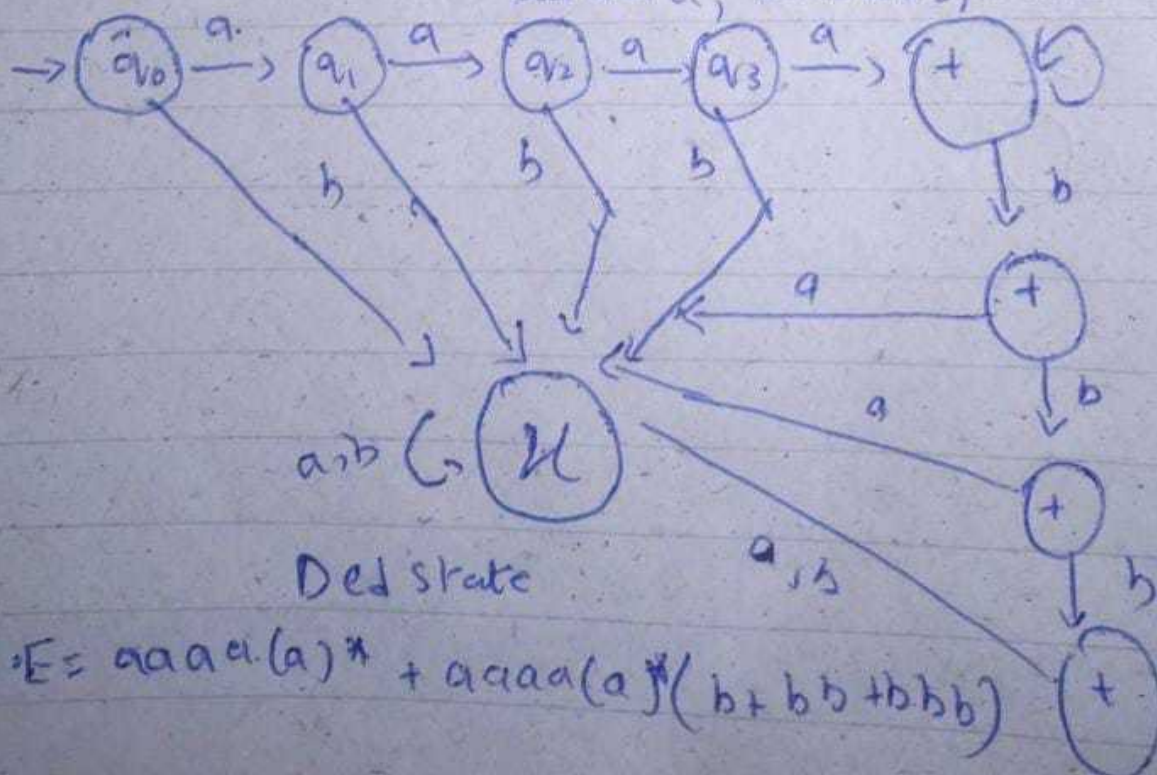 q0 a. q1 a q2 a q3 a +
b b b b
a +
b
a +
a,b x
b
a,b
Ded state
E = aaaa.(a)* + aaaa(a)*(b + bb + bbb) +